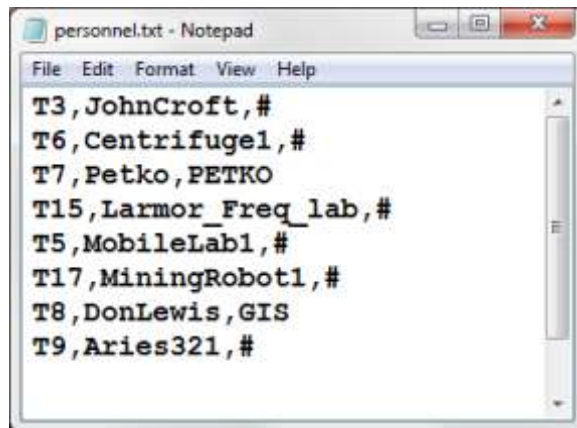 personnel.txt - Notepad
File Edit Format View Help
T3,JohnCroft,#
T6,Centrifuge1,#
T7,Petko,PETKO
T15,Larmor_Freq_lab,#
T5,MobileLab1,#
T17,MiningRobot1,#
T8,DonLewis,GIS
T9,Aries321,#